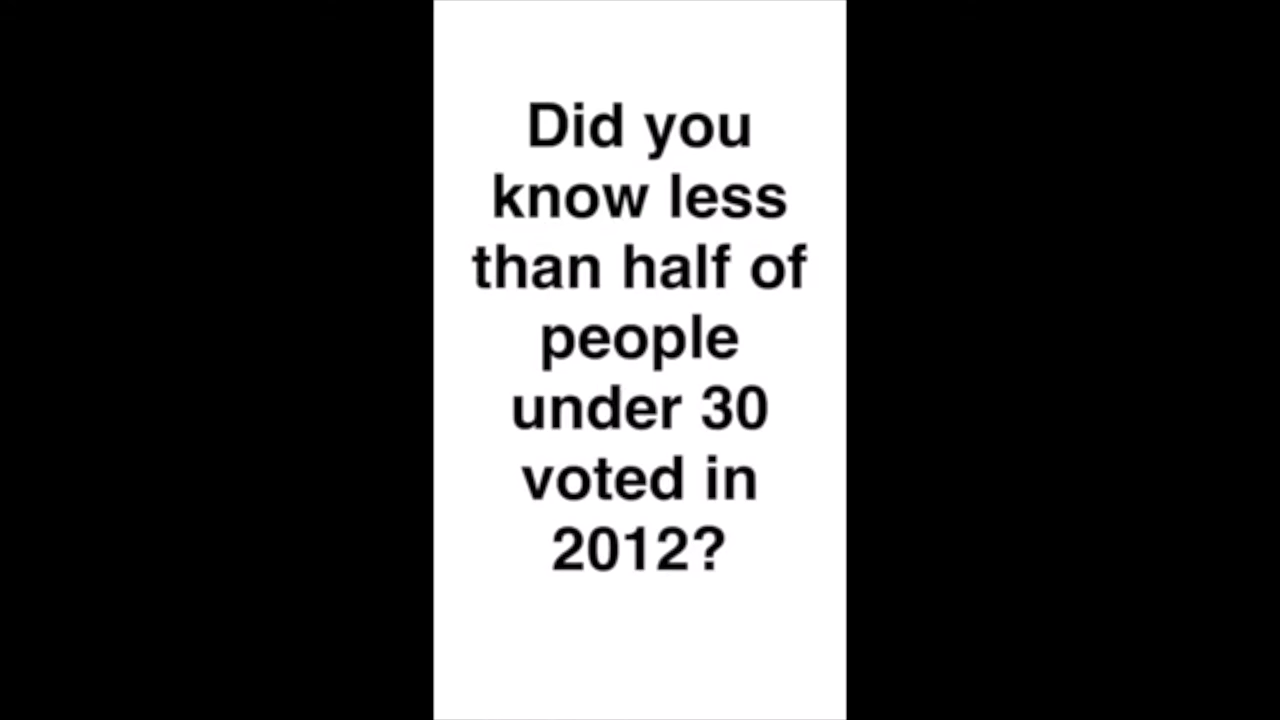 Did you
know less
than half of
people
under 30
voted in
2012?